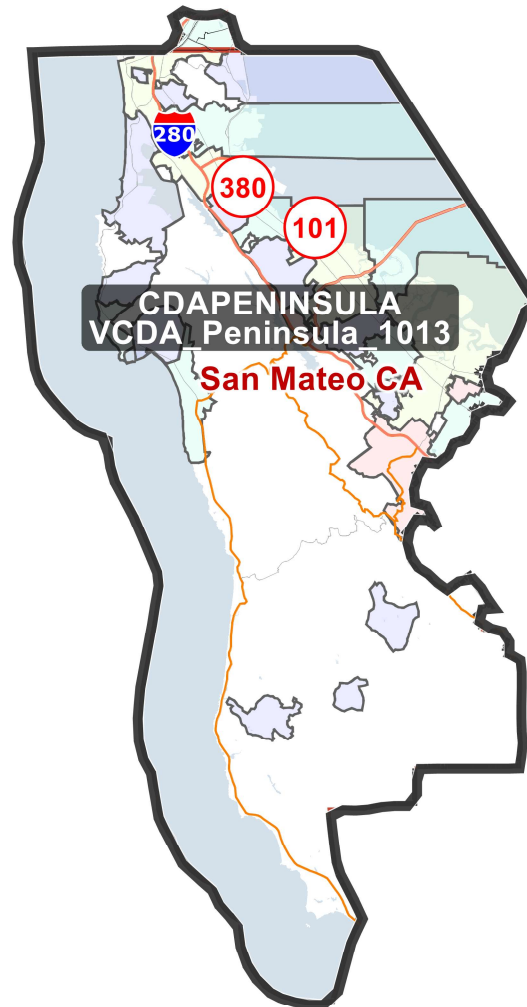 280
380
101
CDAPENINSULA
VCDA_Peninsula_1013
San Mateo CA